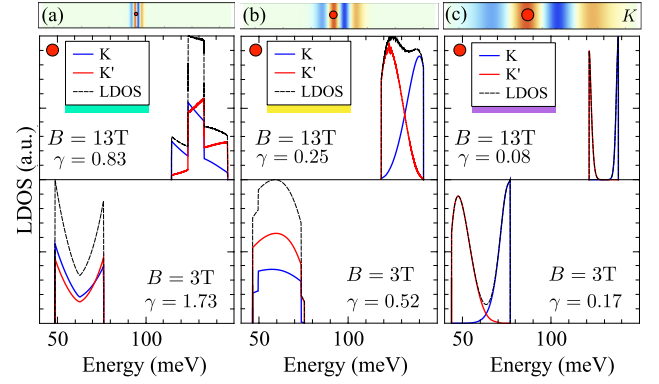 (a)
(b)
(c)
K
K
K'
LDOS
K
K'
LDOS
K
K'
LDOS
B = 13T
γ = 0.83
B = 13T
γ = 0.25
B = 13T
γ = 0.08
LDOS (a.u.)
B = 3T
γ = 1.73
B = 3T
γ = 0.52
B = 3T
γ = 0.17
50 100
50 100
50 100
Energy (meV)
Energy (meV)
Energy (meV)